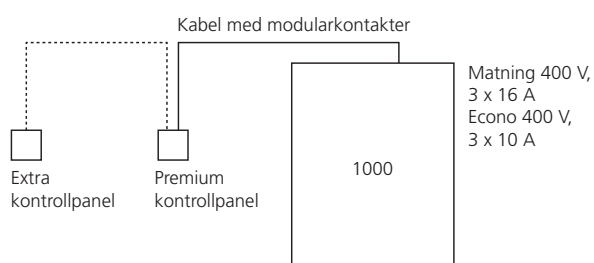 Kabel med modularkontakter
Matning 400 V,
3 x 16 A
Econo 400 V,
3 x 10 A
1000
Extra
kontrollpanel
Premium
kontrollpanel